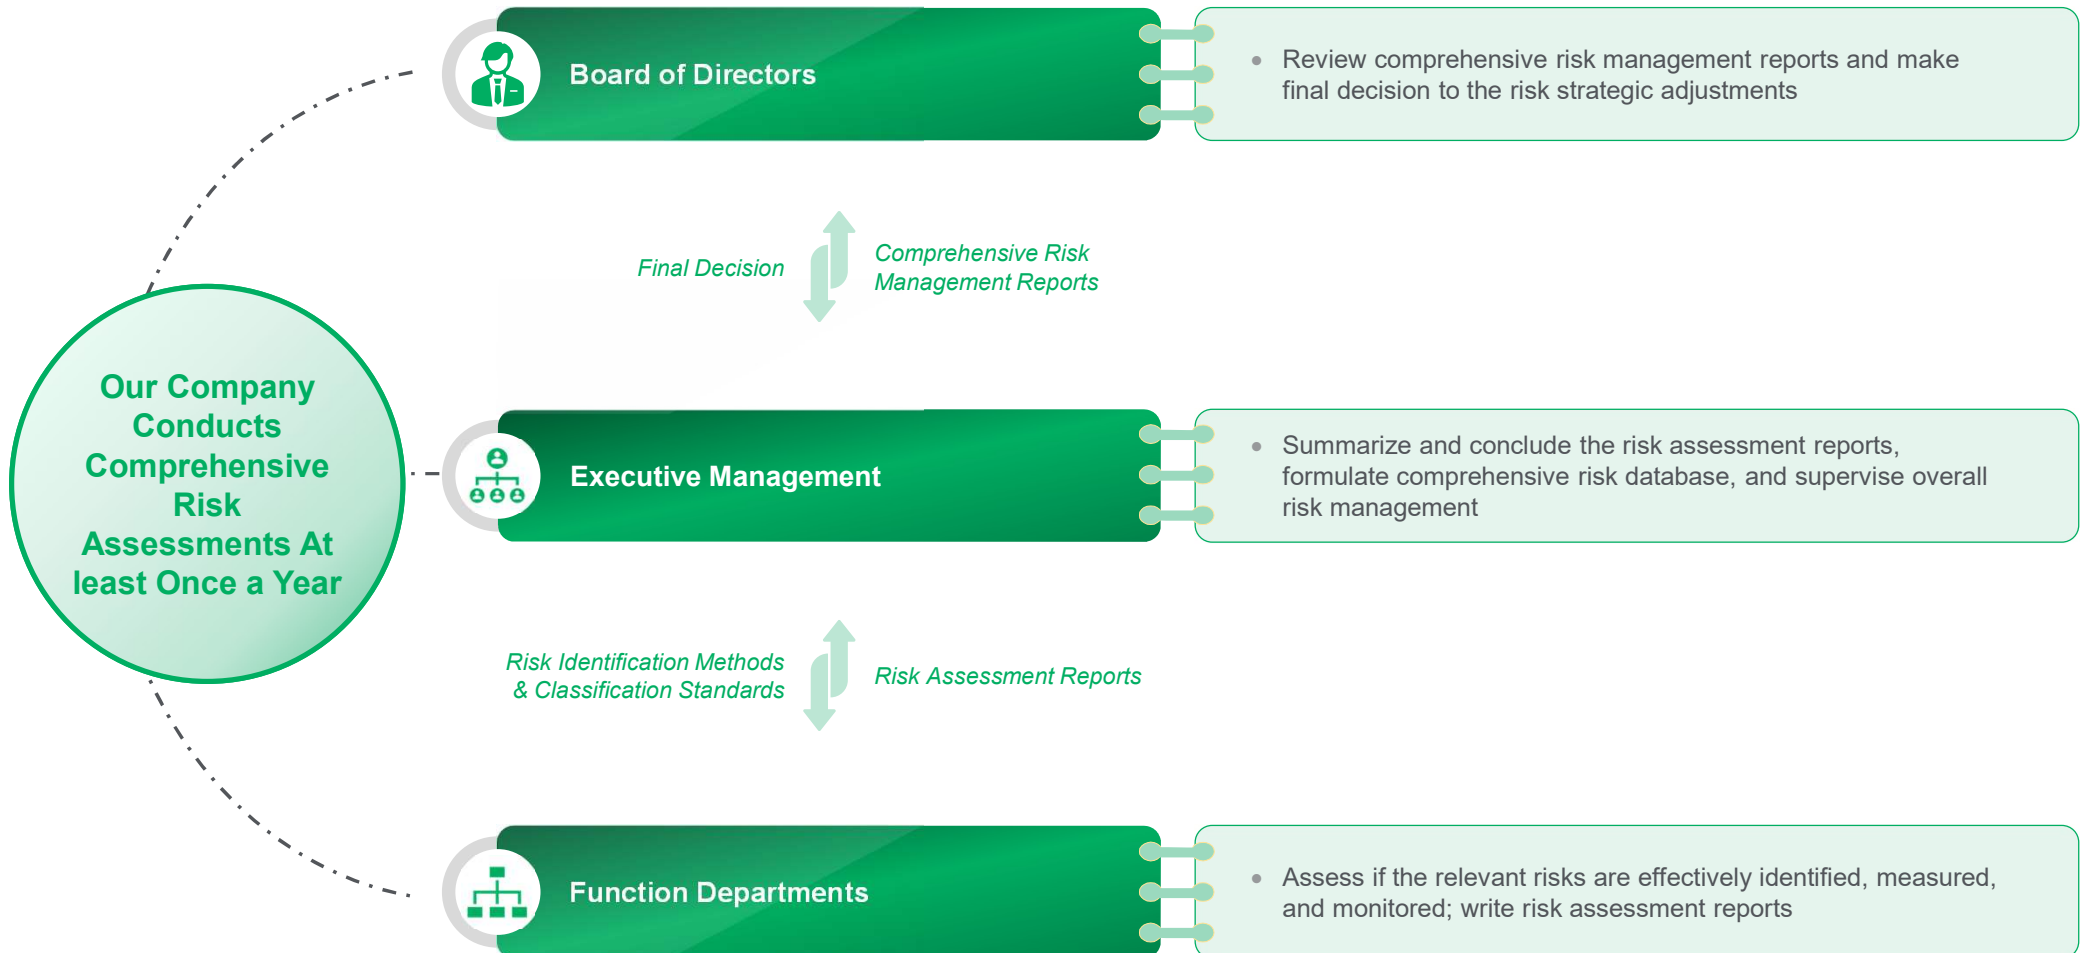 Board of Directors
• Review comprehensive risk management reports and make
final decision to the risk strategic adjustments
Final Decision
Comprehensive Risk
Management Reports
Our Company
Conducts
Comprehensive
Risk
Assessments At
least Once a Year
Executive Management
• Summarize and conclude the risk assessment reports,
formulate comprehensive risk database, and supervise overall
risk management
Risk Identification Methods
& Classification Standards
Risk Assessment Reports
Function Departments
• Assess if the relevant risks are effectively identified, measured,
and monitored; write risk assessment reports